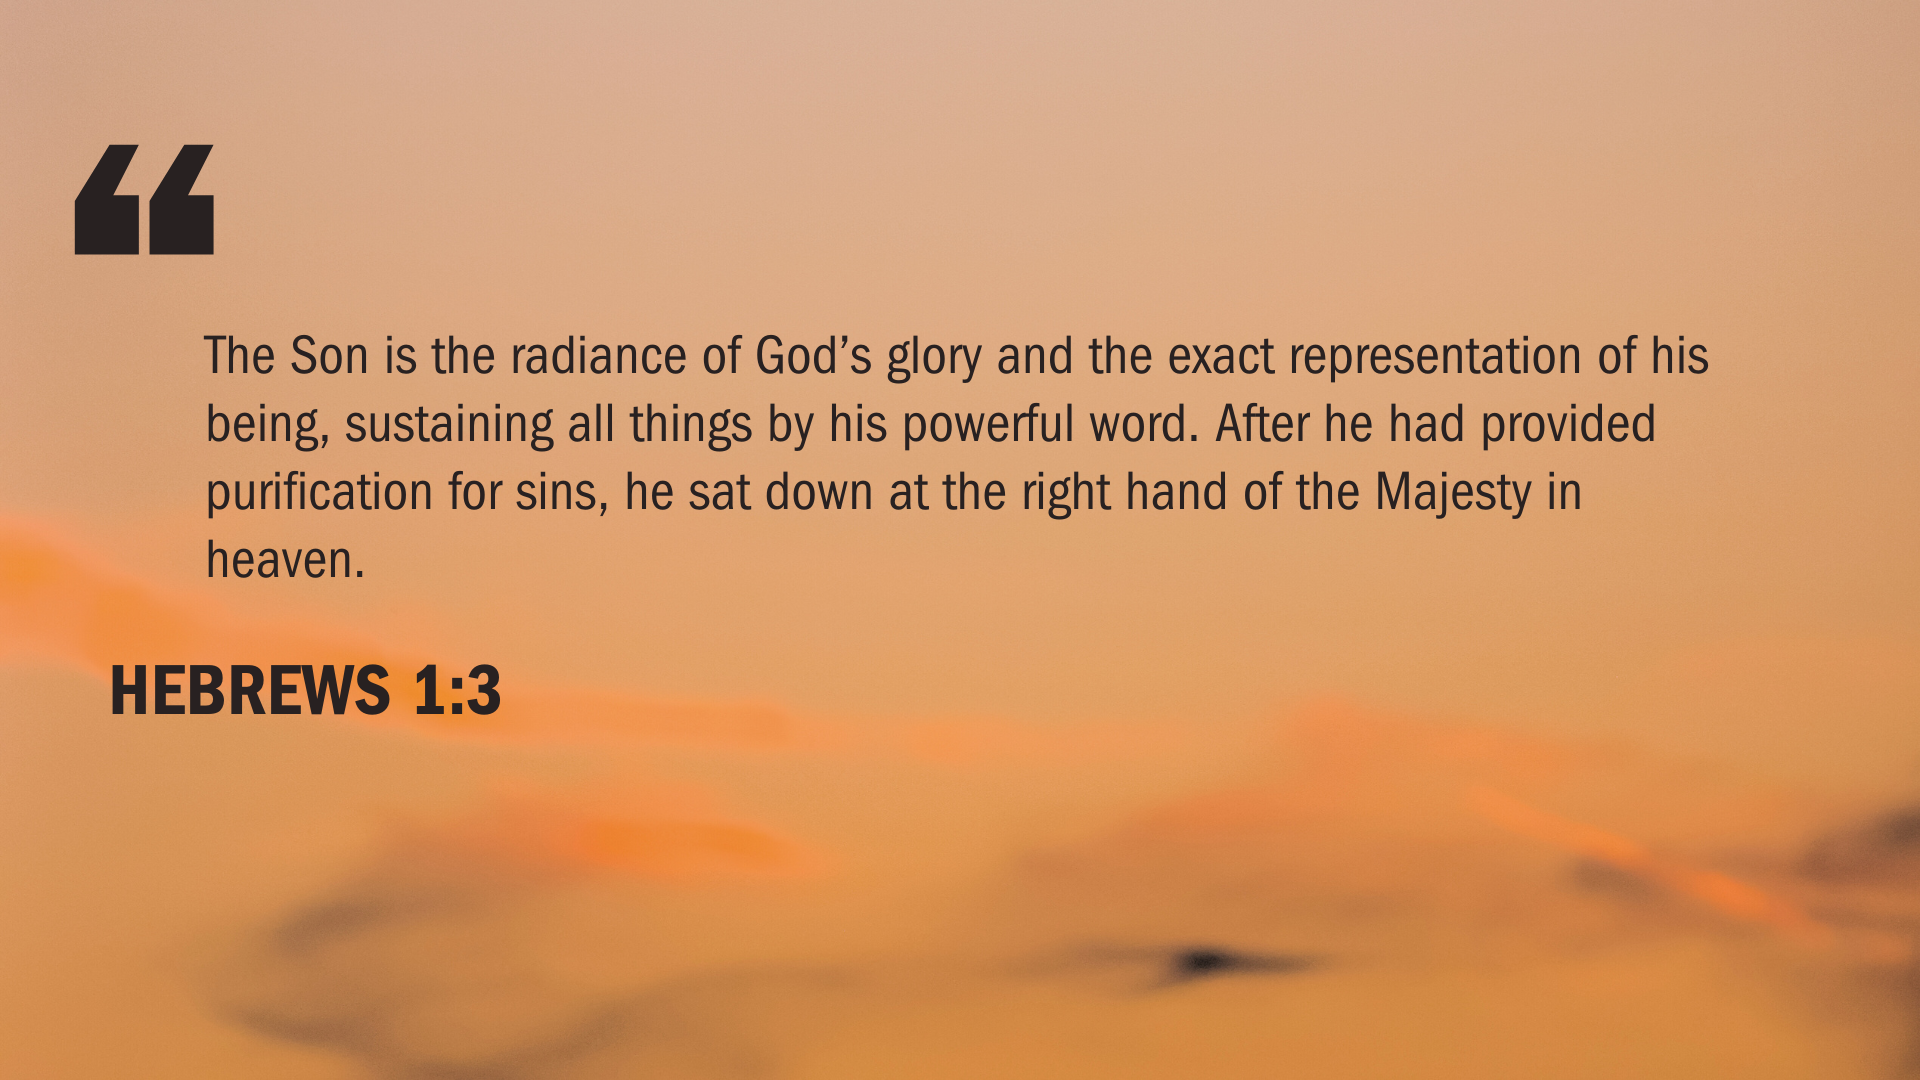 “
The Son is the radiance of God’s glory and the exact representation of his
being, sustaining all things by his powerful word. After he had provided
purification for sins, he sat down at the right hand of the Majesty in
heaven.
HEBREWS 1:3